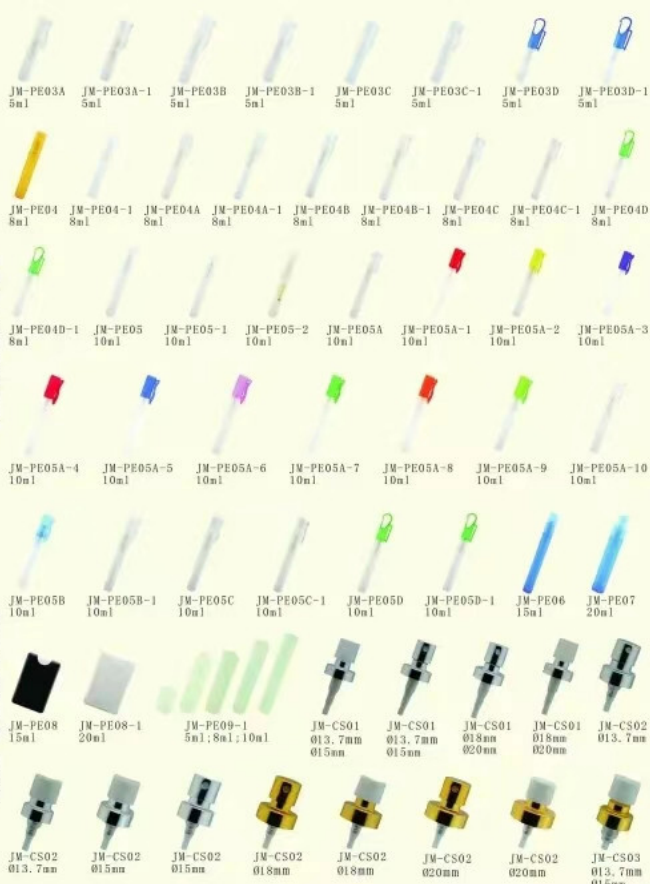 JM-PE03A JM-PE03A-1 JM-PE03B JM-PE03B-1 JM-PE03C JM-PE03C-1 JM-PE03D JM-PE03D-1
5ml 5ml 5ml 5ml 5ml 5ml 5ml 5ml
JM-PE04 JM-PE04-1 JM-PE04A JM-PE04A-1 JM-PE04B JM-PE04B-1 JM-PE04C JM-PE04C-1 JM-PE04D
8ml 8ml 8ml 8ml 8ml 8ml 8ml 8ml 8ml
JM-PE04D-1 JM-PE05 JM-PE05-1 JM-PE05-2 JM-PE05A JM-PE05A-1 JM-PE05A-2 JM-PE05A-3
8ml 10ml 10ml 10ml 10ml 10ml 10ml 10ml
JM-PE05A-4 JM-PE05A-5 JM-PE05A-6 JM-PE05A-7 JM-PE05A-8 JM-PE05A-9 JM-PE05A-10
10ml 10ml 10ml 10ml 10ml 10ml 10ml
JM-PE05B JM-PE05B-1 JM-PE05C JM-PE05C-1 JM-PE05D JM-PE05D-1 JM-PE06 JM-PE07
10ml 10ml 10ml 10ml 10ml 10ml 15ml 20ml
JM-PE08 JM-PE08-1 JM-PE09-1 JM-CS01 JM-CS01 JM-CS01 JM-CS01 JM-CS02
15ml 20ml 5ml;8ml;10ml Ø13.7mm Ø13.7mm Ø18mm Ø18mm Ø13.7mm
Ø15mm Ø15mm Ø20mm Ø20mm
JM-CS02 JM-CS02 JM-CS02 JM-CS02 JM-CS02 JM-CS02 JM-CS02 JM-CS03
Ø13.7mm Ø15mm Ø15mm Ø18mm Ø18mm Ø20mm Ø20mm Ø13.7mm
Ø15mm